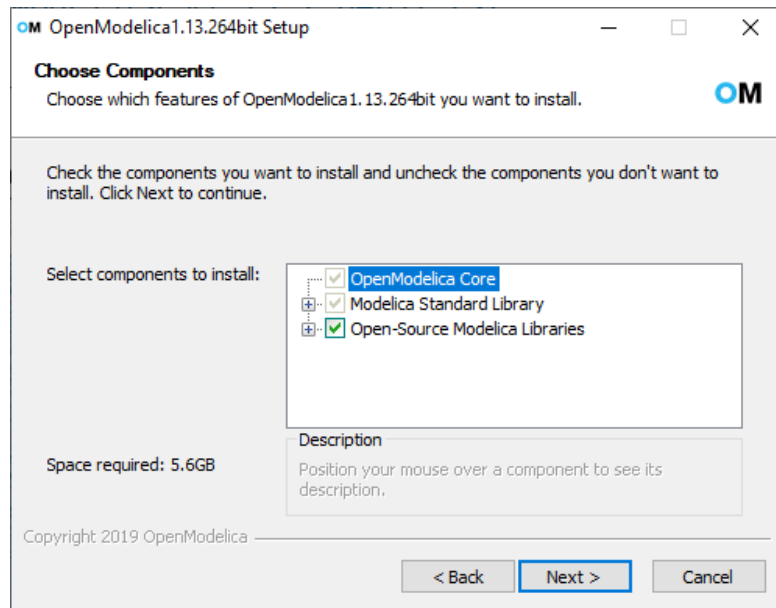 OM OpenModelica1.13.264bit Setup
Choose Components
Choose which features of OpenModelica1.13.264bit you want to install.
OM
Check the components you want to install and uncheck the components you don't want to
install. Click Next to continue.
Select components to install:
OpenModelica Core
Modelica Standard Library
Open-Source Modelica Libraries
Space required: 5.6GB
Description
Position your mouse over a component to see its
description.
Copyright 2019 OpenModelica
< Back
Next >
Cancel